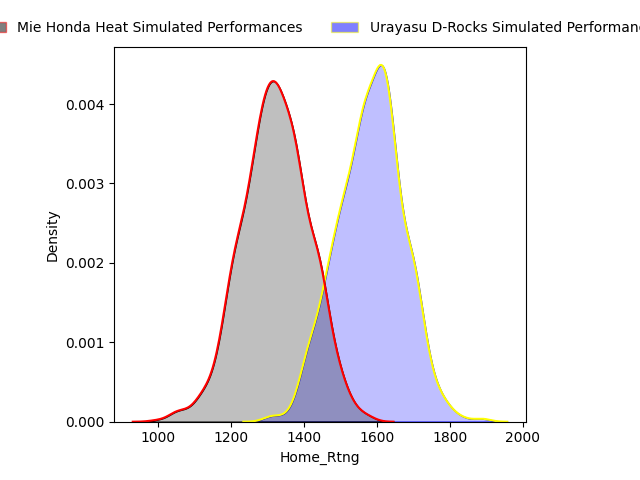 Mie Honda Heat Simulated Performances Urayasu D-Rocks Simulated
0.004
0.003
0.002
0.001
0.000
Density
1000 1200 1400 1600 1800 2000
Home_Rtng